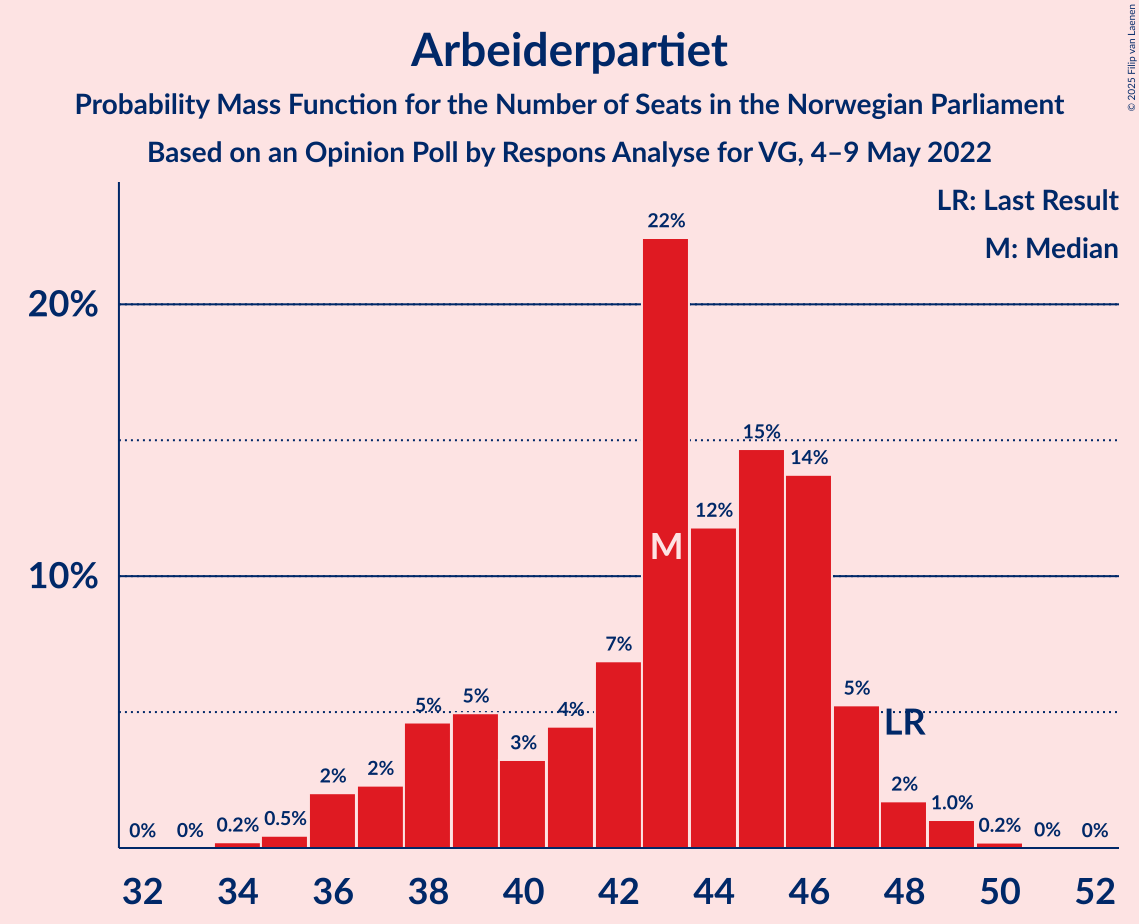 Arbeiderpartiet
Probability Mass Function for the Number of Seats in the Norwegian Parliament
Based on an Opinion Poll by Respons Analyse for VG, 4–9 May 2022
© 2025 Filip van Laenen
LR: Last Result
M: Median
20%
10%
0%
0%
0.2%
0.5%
2%
2%
5%
5%
3%
4%
7%
22%
M
12%
15%
14%
5%
LR
2%
1.0%
0.2%
0%
0%
32 34 36 38 40 42 44 46 48 50 52